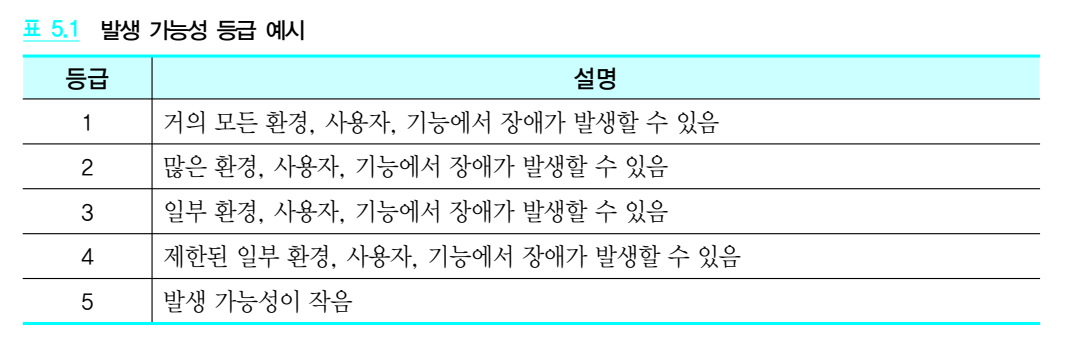 표 5.1 발생 가능성 등급 예시
등급 설명
1 거의 모든 환경, 사용자, 기능에서 장애가 발생할 수 있음
2 많은 환경, 사용자, 기능에서 장애가 발생할 수 있음
3 일부 환경, 사용자, 기능에서 장애가 발생할 수 있음
4 제한된 일부 환경, 사용자, 기능에서 장애가 발생할 수 있음
5 발생 가능성이 작음